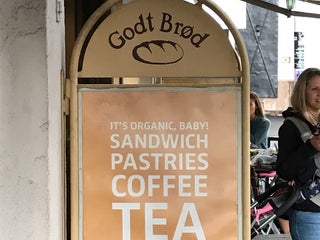 Godt Brød
IT'S ORGANIC, BABY!
SANDWICH
PASTRIES
COFFEE
TEA